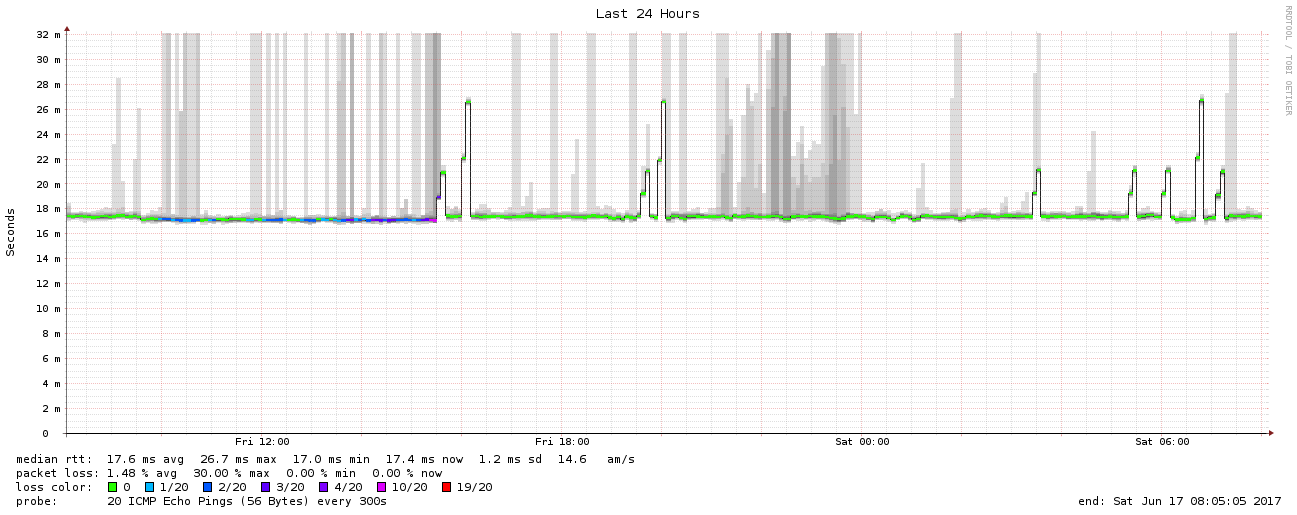 Last 24 Hours
RRDTOOL / TOBI OETIKER
Seconds
32 m
30 m
28 m
26 m
24 m
22 m
20 m
18 m
16 m
14 m
12 m
10 m
8 m
6 m
4 m
2 m
0
Fri 12:00 Fri 18:00 Sat 00:00 Sat 06:00
median rtt: 17.6 ms avg 26.7 ms max 17.0 ms min 17.4 ms now 1.2 ms sd 14.6 am/s
packet loss: 1.48 % avg 30.00 % max 0.00 % min 0.00 % now
loss color: 0 1/20 2/20 3/20 4/20 10/20 19/20
probe: 20 ICMP Echo Pings (56 Bytes) every 300s end: Sat Jun 17 08:05:05 2017